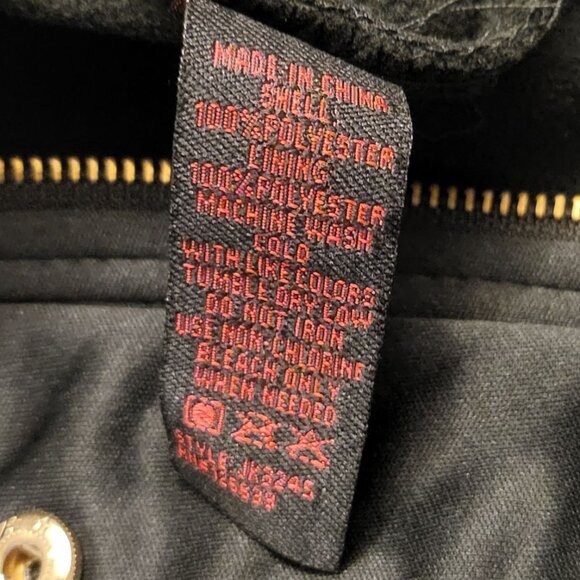 MADE IN CHINA
SHELL
100% POLYESTER
LINING
100% POLYESTER
MACHINE WASH
COLD
WITH LIKE COLORS
TUMBLE DRY LOW
DO NOT IRON
USE NON-CHLORINE
BLEACH ONLY
WHEN NEEDED
STYLE JK3245